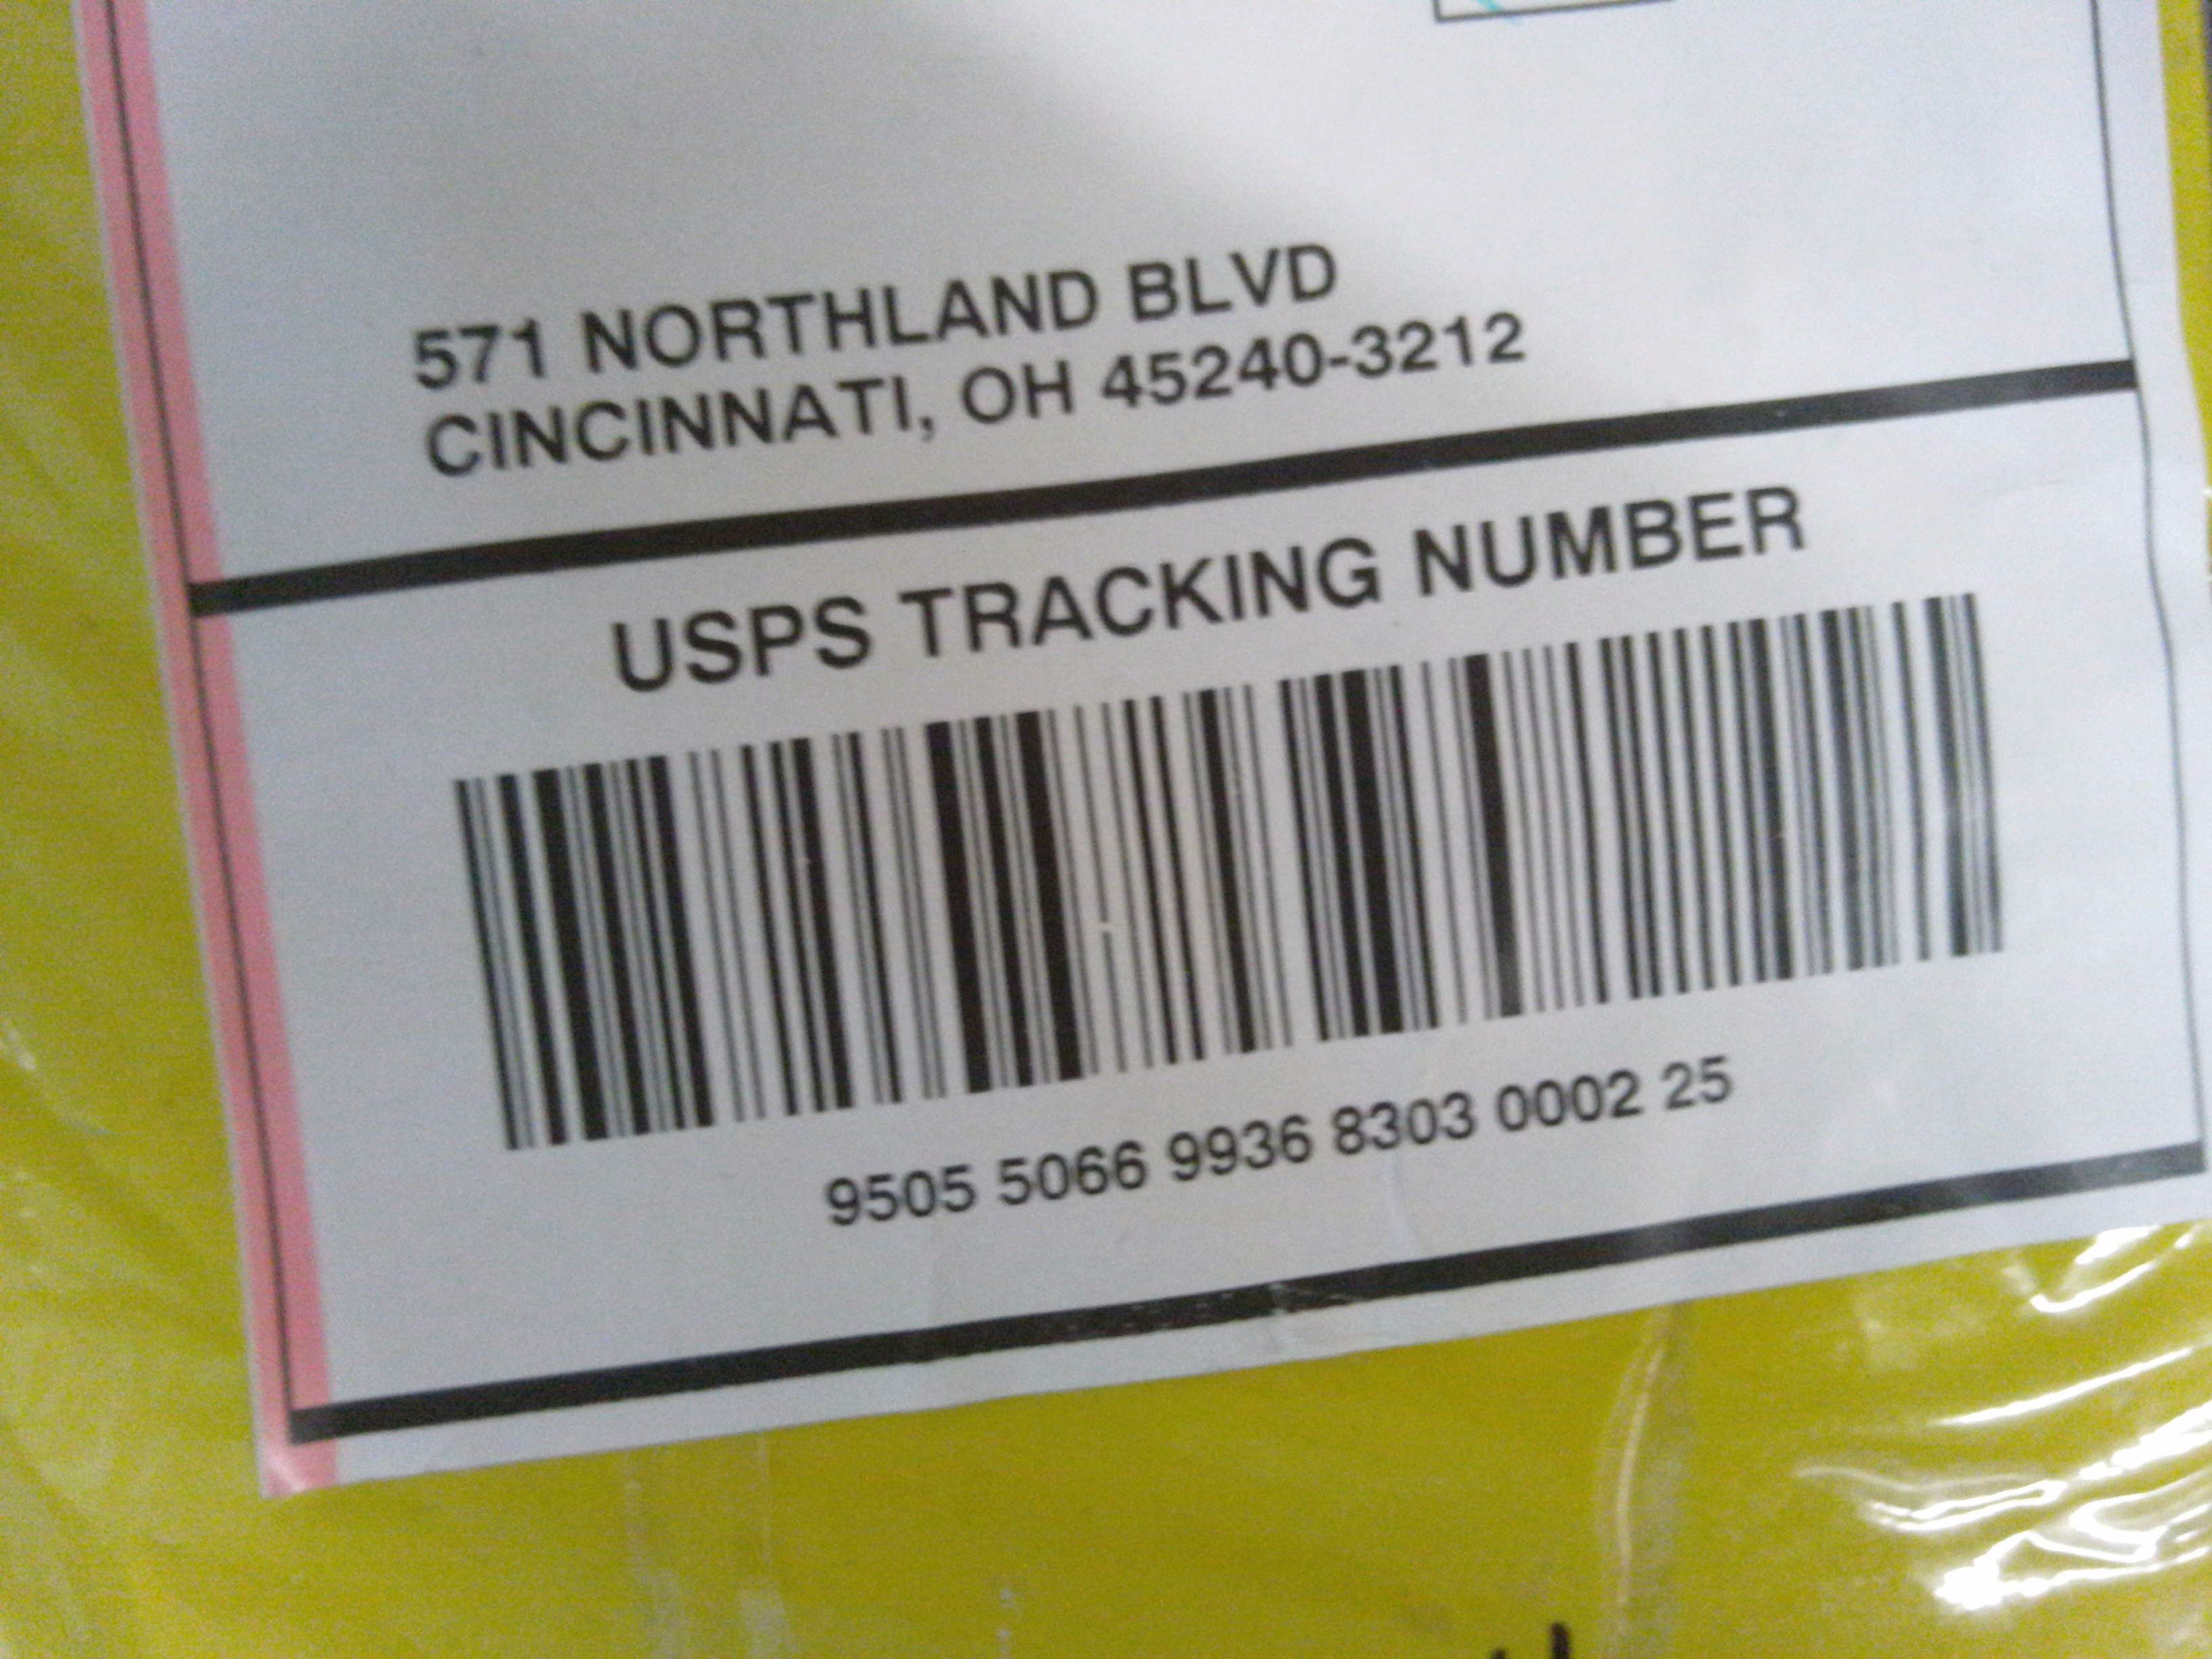 571 NORTHLAND BLVD
CINCINNATI, OH 45240-3212
USPS TRACKING NUMBER
9505 5066 9936 8303 0002 25